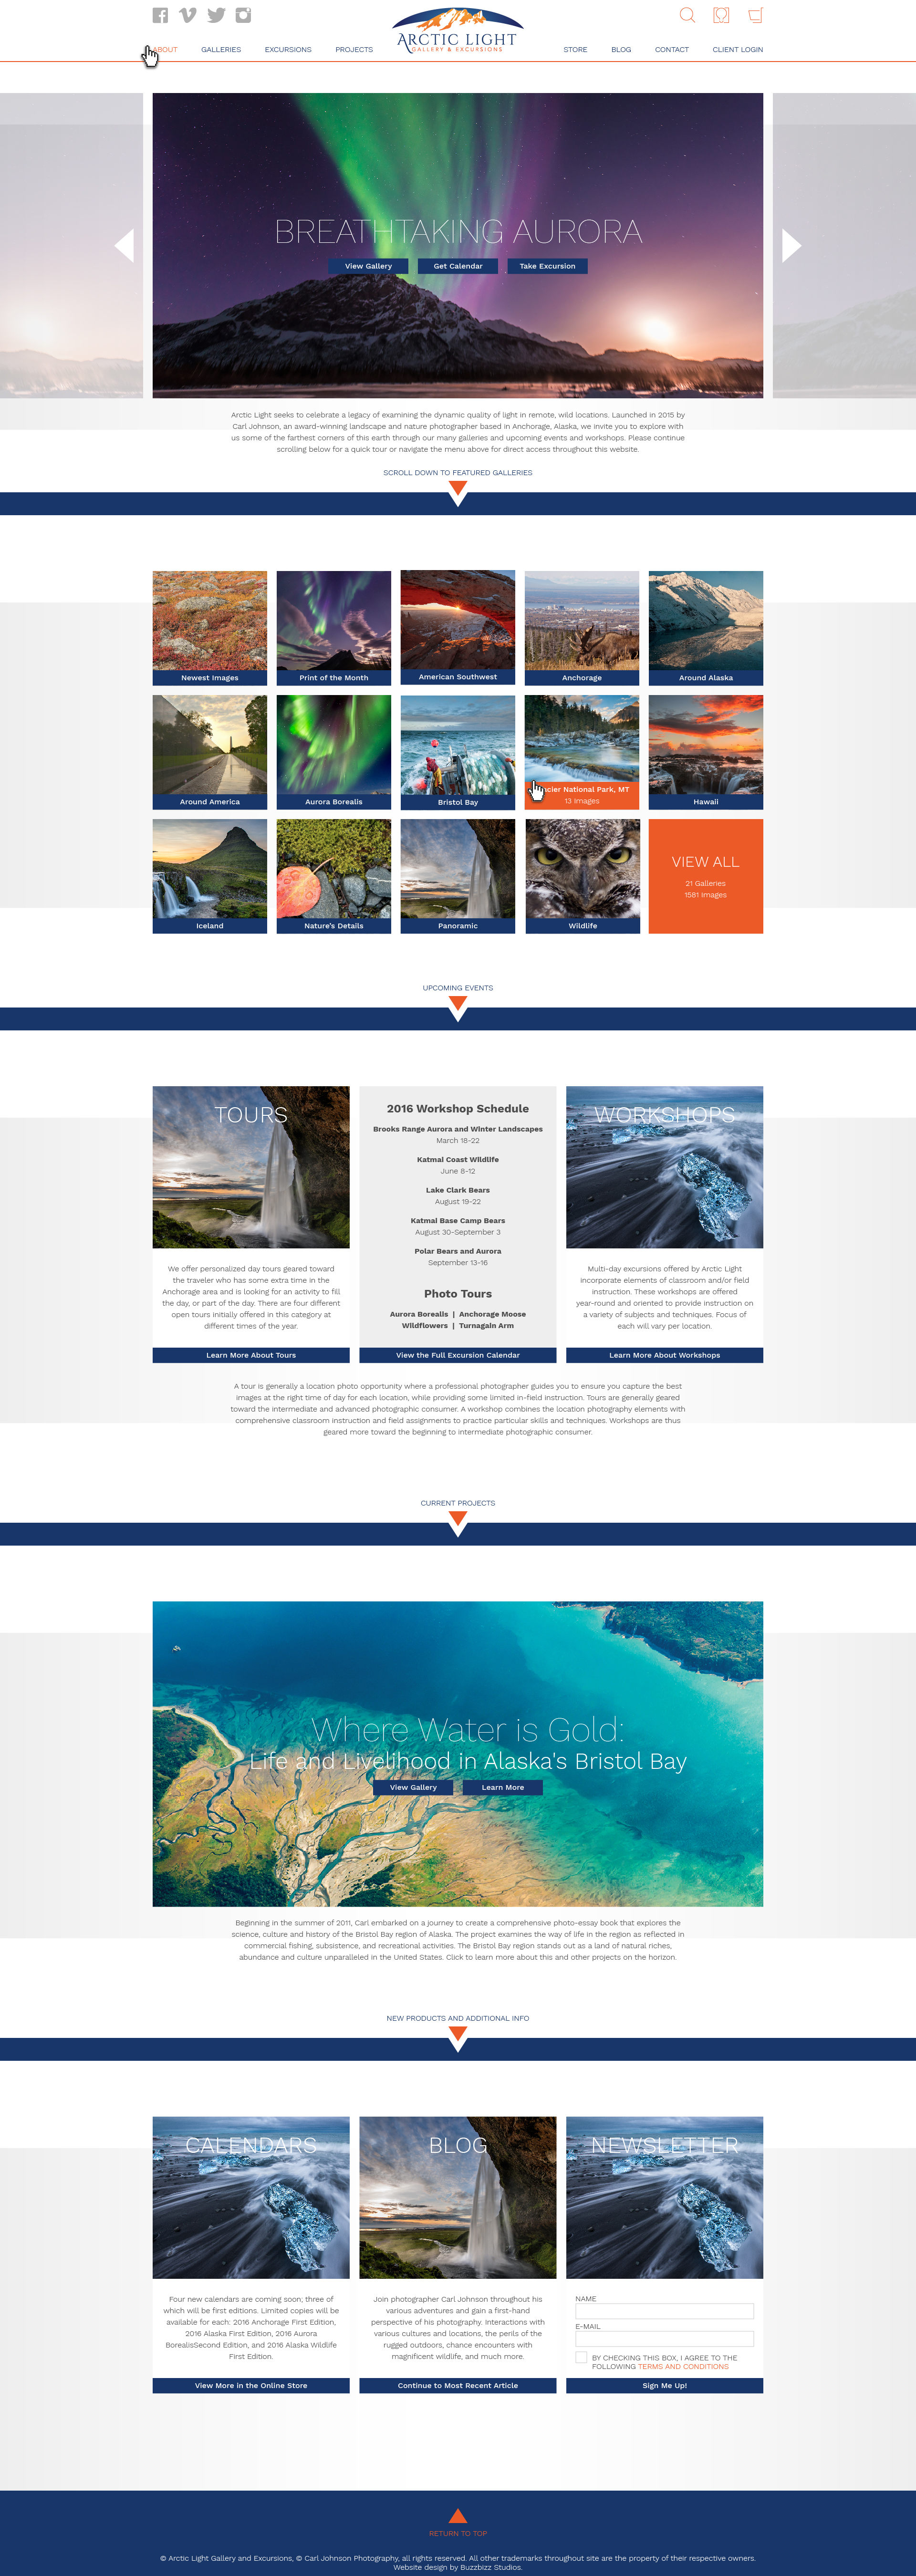 ABOUT GALLERIES EXCURSIONS PROJECTS
ARCTIC LIGHT
GALLERY & EXCURSIONS
STORE BLOG CONTACT CLIENT LOGIN
BREATHTAKING AURORA
View Gallery Get Calendar Take Excursion
Arctic Light seeks to celebrate a legacy of examining the dynamic quality of light in remote, wild locations. Launched in 2015 by
Carl Johnson, an award-winning landscape and nature photographer based in Anchorage, Alaska, we invite you to explore with
us some of the farthest corners of this earth through our many galleries and upcoming events and workshops. Please continue
scrolling below for a quick tour or navigate the menu above for direct access throughout this website.
SCROLL DOWN TO FEATURED GALLERIES
Newest Images Print of the Month American Southwest Anchorage Around Alaska
Around America Aurora Borealis Bristol Bay National Park, MT Hawaii
13 Images
VIEW ALL
21 Galleries
1581 Images
Iceland Nature's Details Panoramic Wildlife
UPCOMING EVENTS
TOURS
We offer personalized day tours geared toward
the traveler who has some extra time in the
Anchorage area and is looking for an activity to fill
the day, or part of the day. There are four different
open tours initially offered in this category at
different times of the year.
Learn More About Tours
2016 Workshop Schedule
Brooks Range Aurora and Winter Landscapes
March 18-22
Katmai Coast Wildlife
June 8-12
Lake Clark Bears
August 19-22
Katmai Base Camp Bears
August 30-September 3
Polar Bears and Aurora
September 13-16
Photo Tours
Aurora Borealis | Anchorage Moose
Wildflowers | Turnagain Arm
View the Full Excursion Calendar
WORKSHOPS
Multi-day excursions offered by Arctic Light
incorporate elements of classroom and/or field
instruction. These workshops are offered
year-round and oriented to provide instruction on
a variety of subjects and techniques. Focus of
each will vary per location.
Learn More About Workshops
A tour is generally a location photo opportunity where a professional photographer guides you to ensure you capture the best
images at the right time of day for each location, while providing some limited in-field instruction. Tours are generally geared
toward the intermediate and advanced photographic consumer. A workshop combines the location photography elements with
comprehensive classroom instruction and field assignments to practice particular skills and techniques. Workshops are thus
geared more toward the beginning to intermediate photographic consumer.
CURRENT PROJECTS
Where Water is Gold:
Life and Livelihood in Alaska's Bristol Bay
View Gallery Learn More
Beginning in the summer of 2011, Carl embarked on a journey to create a comprehensive photo-essay book that explores the
science, culture and history of the Bristol Bay region of Alaska. The project examines the way of life in the region as reflected in
commercial fishing, subsistence, and recreational activities. The Bristol Bay region stands out as a land of natural riches,
abundance and culture unparalleled in the United States. Click to learn more about this and other projects on the horizon.
NEW PRODUCTS AND ADDITIONAL INFO
CALENDARS
Four new calendars are coming soon; three of
which will be first editions. Limited copies will be
available for each: 2016 Anchorage First Edition,
2016 Alaska First Edition, 2016 Aurora
BorealisSecond Edition, and 2016 Alaska Wildlife
First Edition.
View More in the Online Store
BLOG
Join photographer Carl Johnson throughout his
various adventures and gain a first-hand
perspective of his photography. Interactions with
various cultures and locations, the perils of the
rugged outdoors, chance encounters with
magnificent wildlife, and much more.
Continue to Most Recent Article
NEWSLETTER
NAME
E-MAIL
BY CHECKING THIS BOX, I AGREE TO THE
FOLLOWING TERMS AND CONDITIONS
Sign Me Up!
RETURN TO TOP
© Arctic Light Gallery and Excursions, © Carl Johnson Photography, all rights reserved. All other trademarks throughout site are the property of their respective owners.
Website design by Buzzbizz Studios.